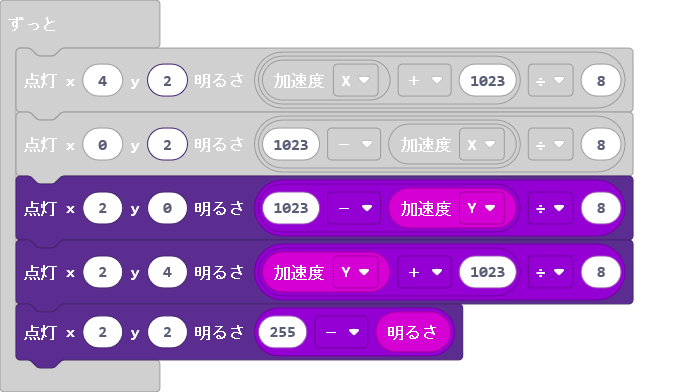 ずっと
点灯 x 4 y 2 明るさ 加速度 X + 1023 ÷ 8
点灯 x 0 y 2 明るさ 1023 - 加速度 X ÷ 8
点灯 x 2 y 0 明るさ 1023 - 加速度 Y ÷ 8
点灯 x 2 y 4 明るさ 加速度 Y + 1023 ÷ 8
点灯 x 2 y 2 明るさ 255 - 明るさ